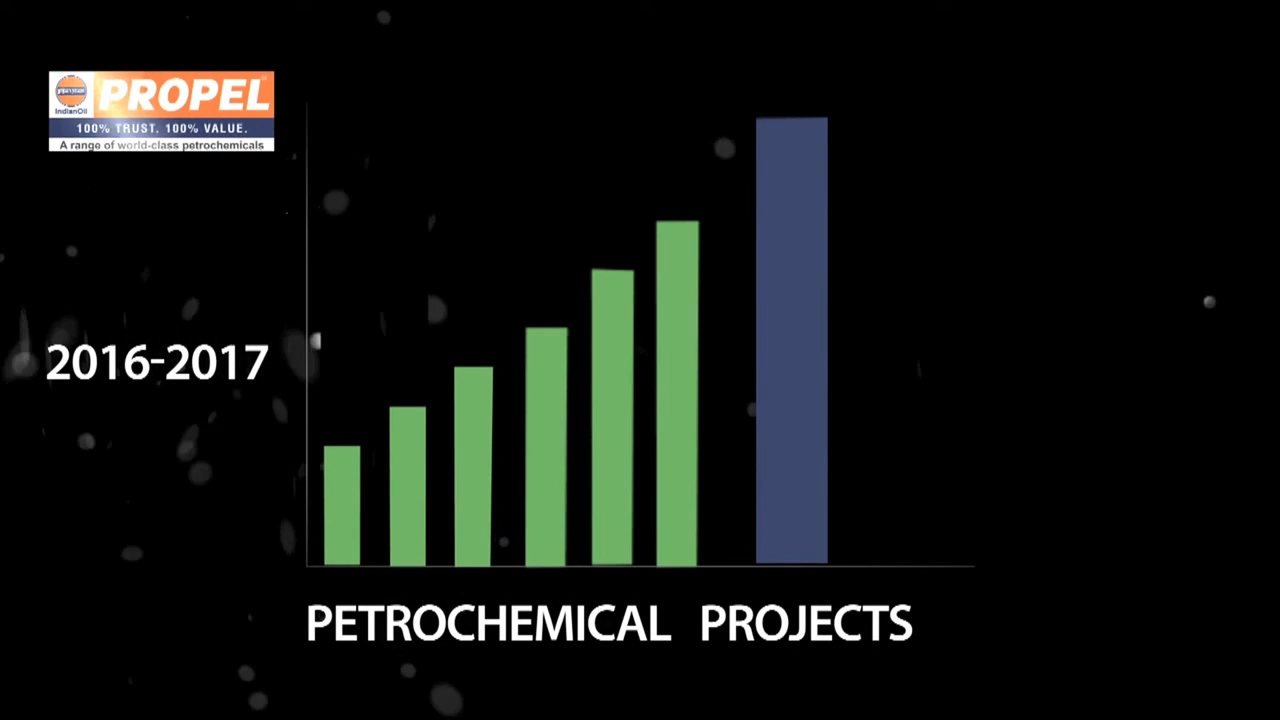 PROPEL
IndianOil
100% TRUST. 100% VALUE.
A range of world-class petrochemicals
2016-2017
PETROCHEMICAL PROJECTS